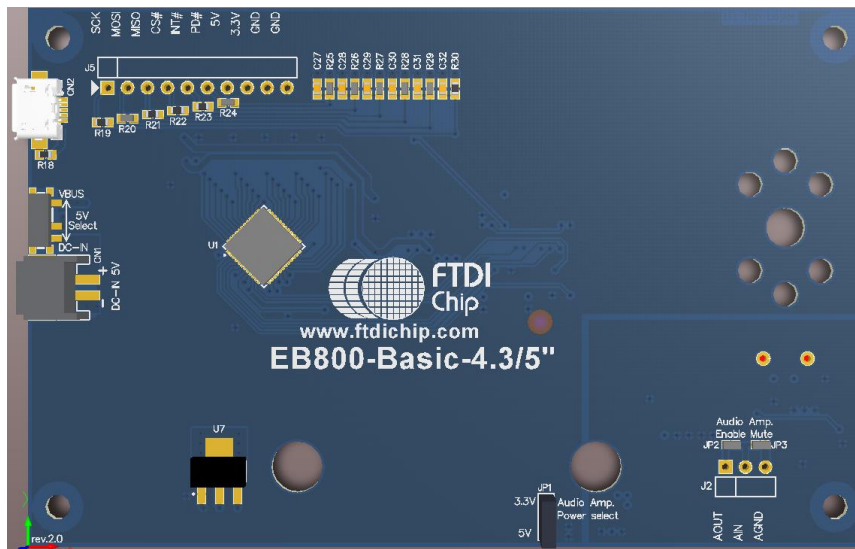 SCK
MOSI
MISO
CS#
INT#
PD#
5V
3.3V
GND
GND
J5
C27
R25
C28
R26
C29
R27
C30
R28
C31
R29
C32
R30
CN2
R19
R20
R21
R22
R23
R24
R18
VBUS
5V
Select
DC-IN
CN1
+ 5V
- DC-IN
U1
FTDI
Chip
www.ftdichip.com
EB800-Basic-4.3/5"
U7
Audio Amp.
Enable Mute
JP2
JP3
J2
AOUT
AIN
AGND
JP1
3.3V
Audio Amp.
Power select
5V
rev.2.0